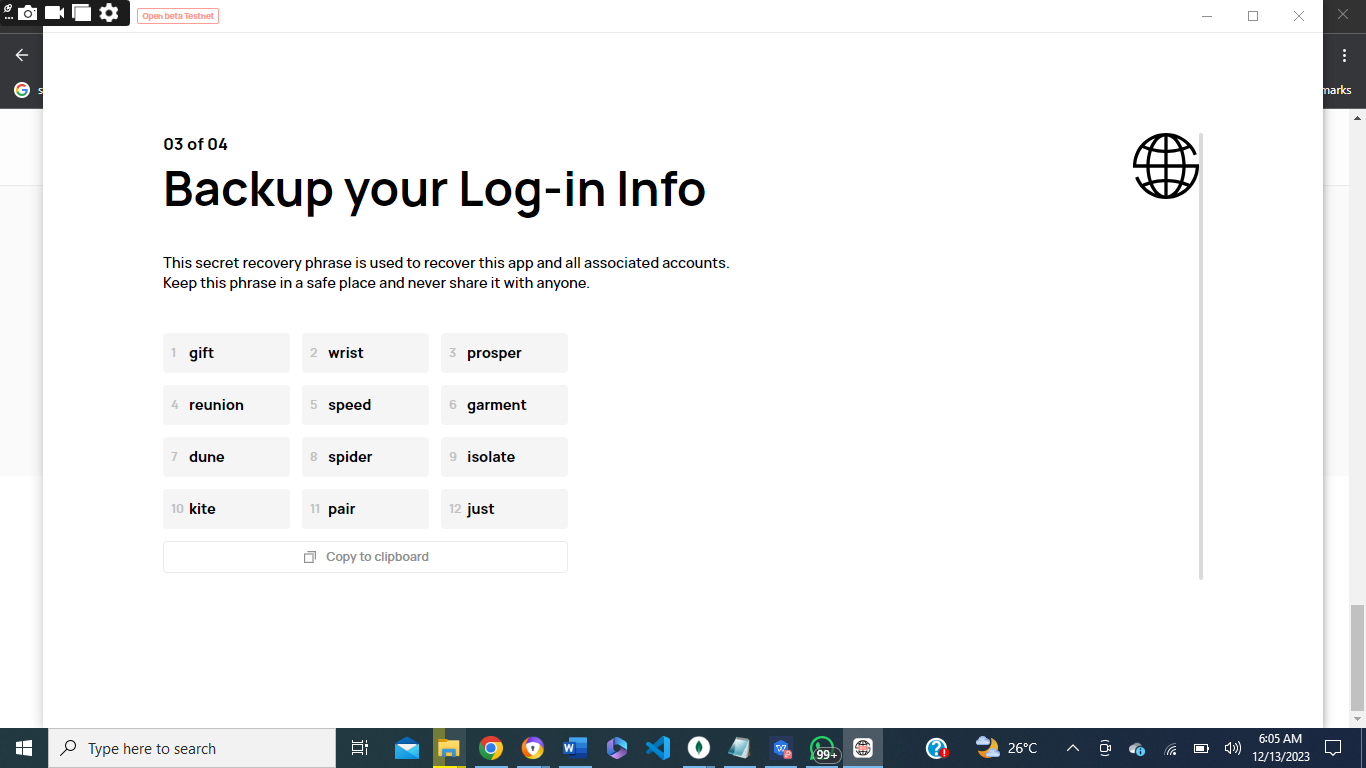 Open beta Testnet
s
marks
03 of 04
Backup your Log-in Info
This secret recovery phrase is used to recover this app and all associated accounts.
Keep this phrase in a safe place and never share it with anyone.
1 gift 2 wrist 3 prosper
4 reunion 5 speed 6 garment
7 dune 8 spider 9 isolate
10 kite 11 pair 12 just
Copy to clipboard
Type here to search
W
99+
26°C
6:05 AM
12/13/2023